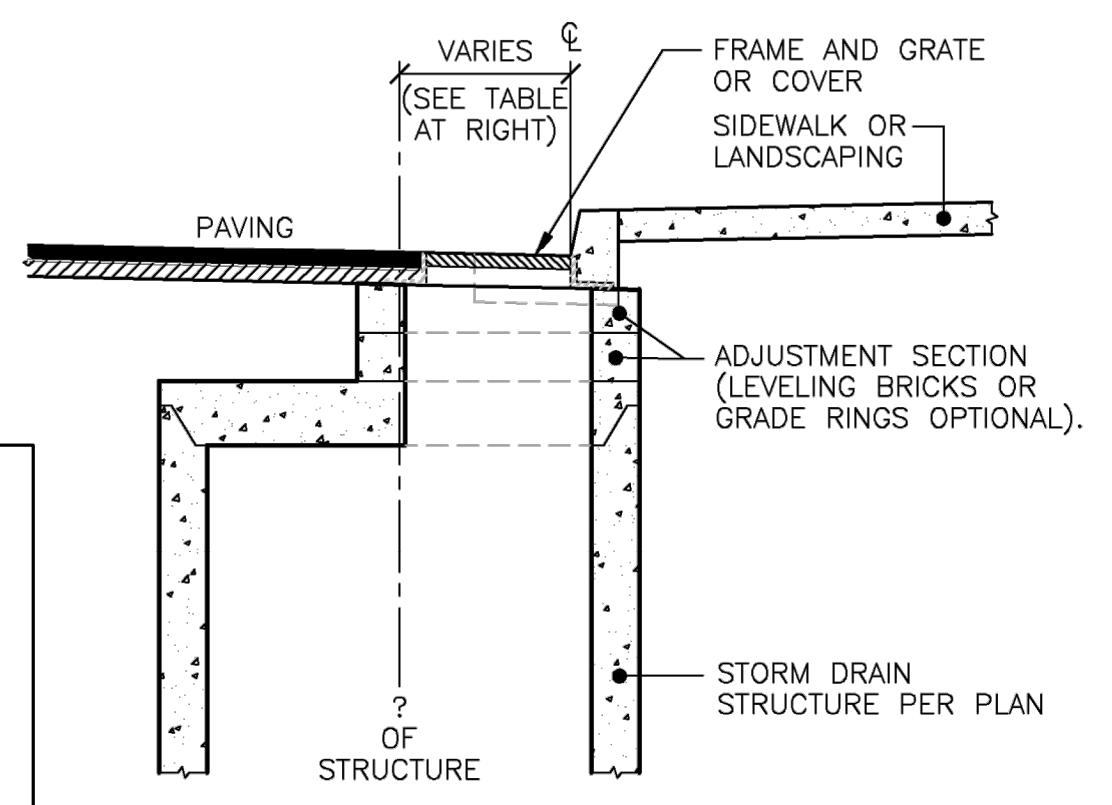 VARIES
℄
(SEE TABLE
AT RIGHT)
FRAME AND GRATE
OR COVER
SIDEWALK OR
LANDSCAPING
PAVING
ADJUSTMENT SECTION
(LEVELING BRICKS OR
GRADE RINGS OPTIONAL).
STORM DRAIN
STRUCTURE PER PLAN
?
OF
STRUCTURE